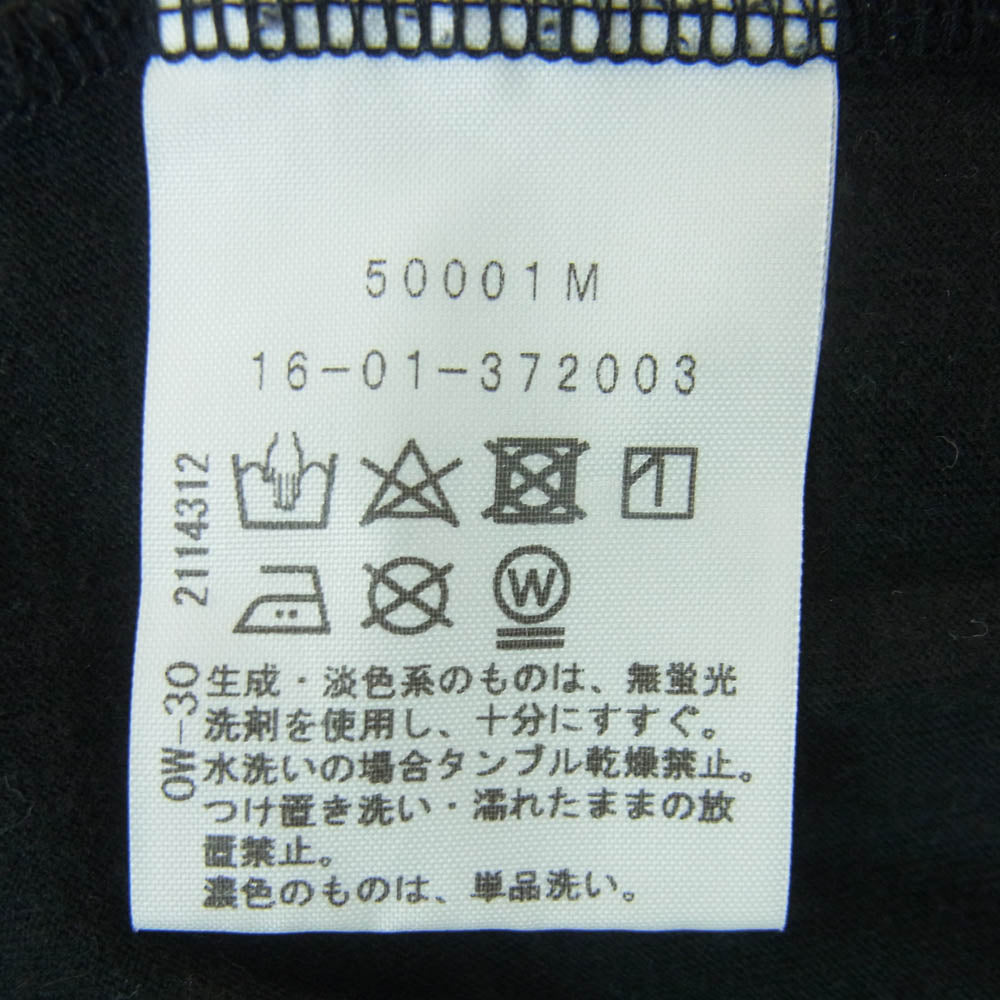 50001M
16-01-372003
2114312
W
OW-30
生成・淡色系のものは、無蛍光
洗剤を使用し、十分にすすぐ。
水洗いの場合タンブル乾燥禁止。
つけ置き洗い・濡れたままの放
置禁止。
濃色のものは、単品洗い。